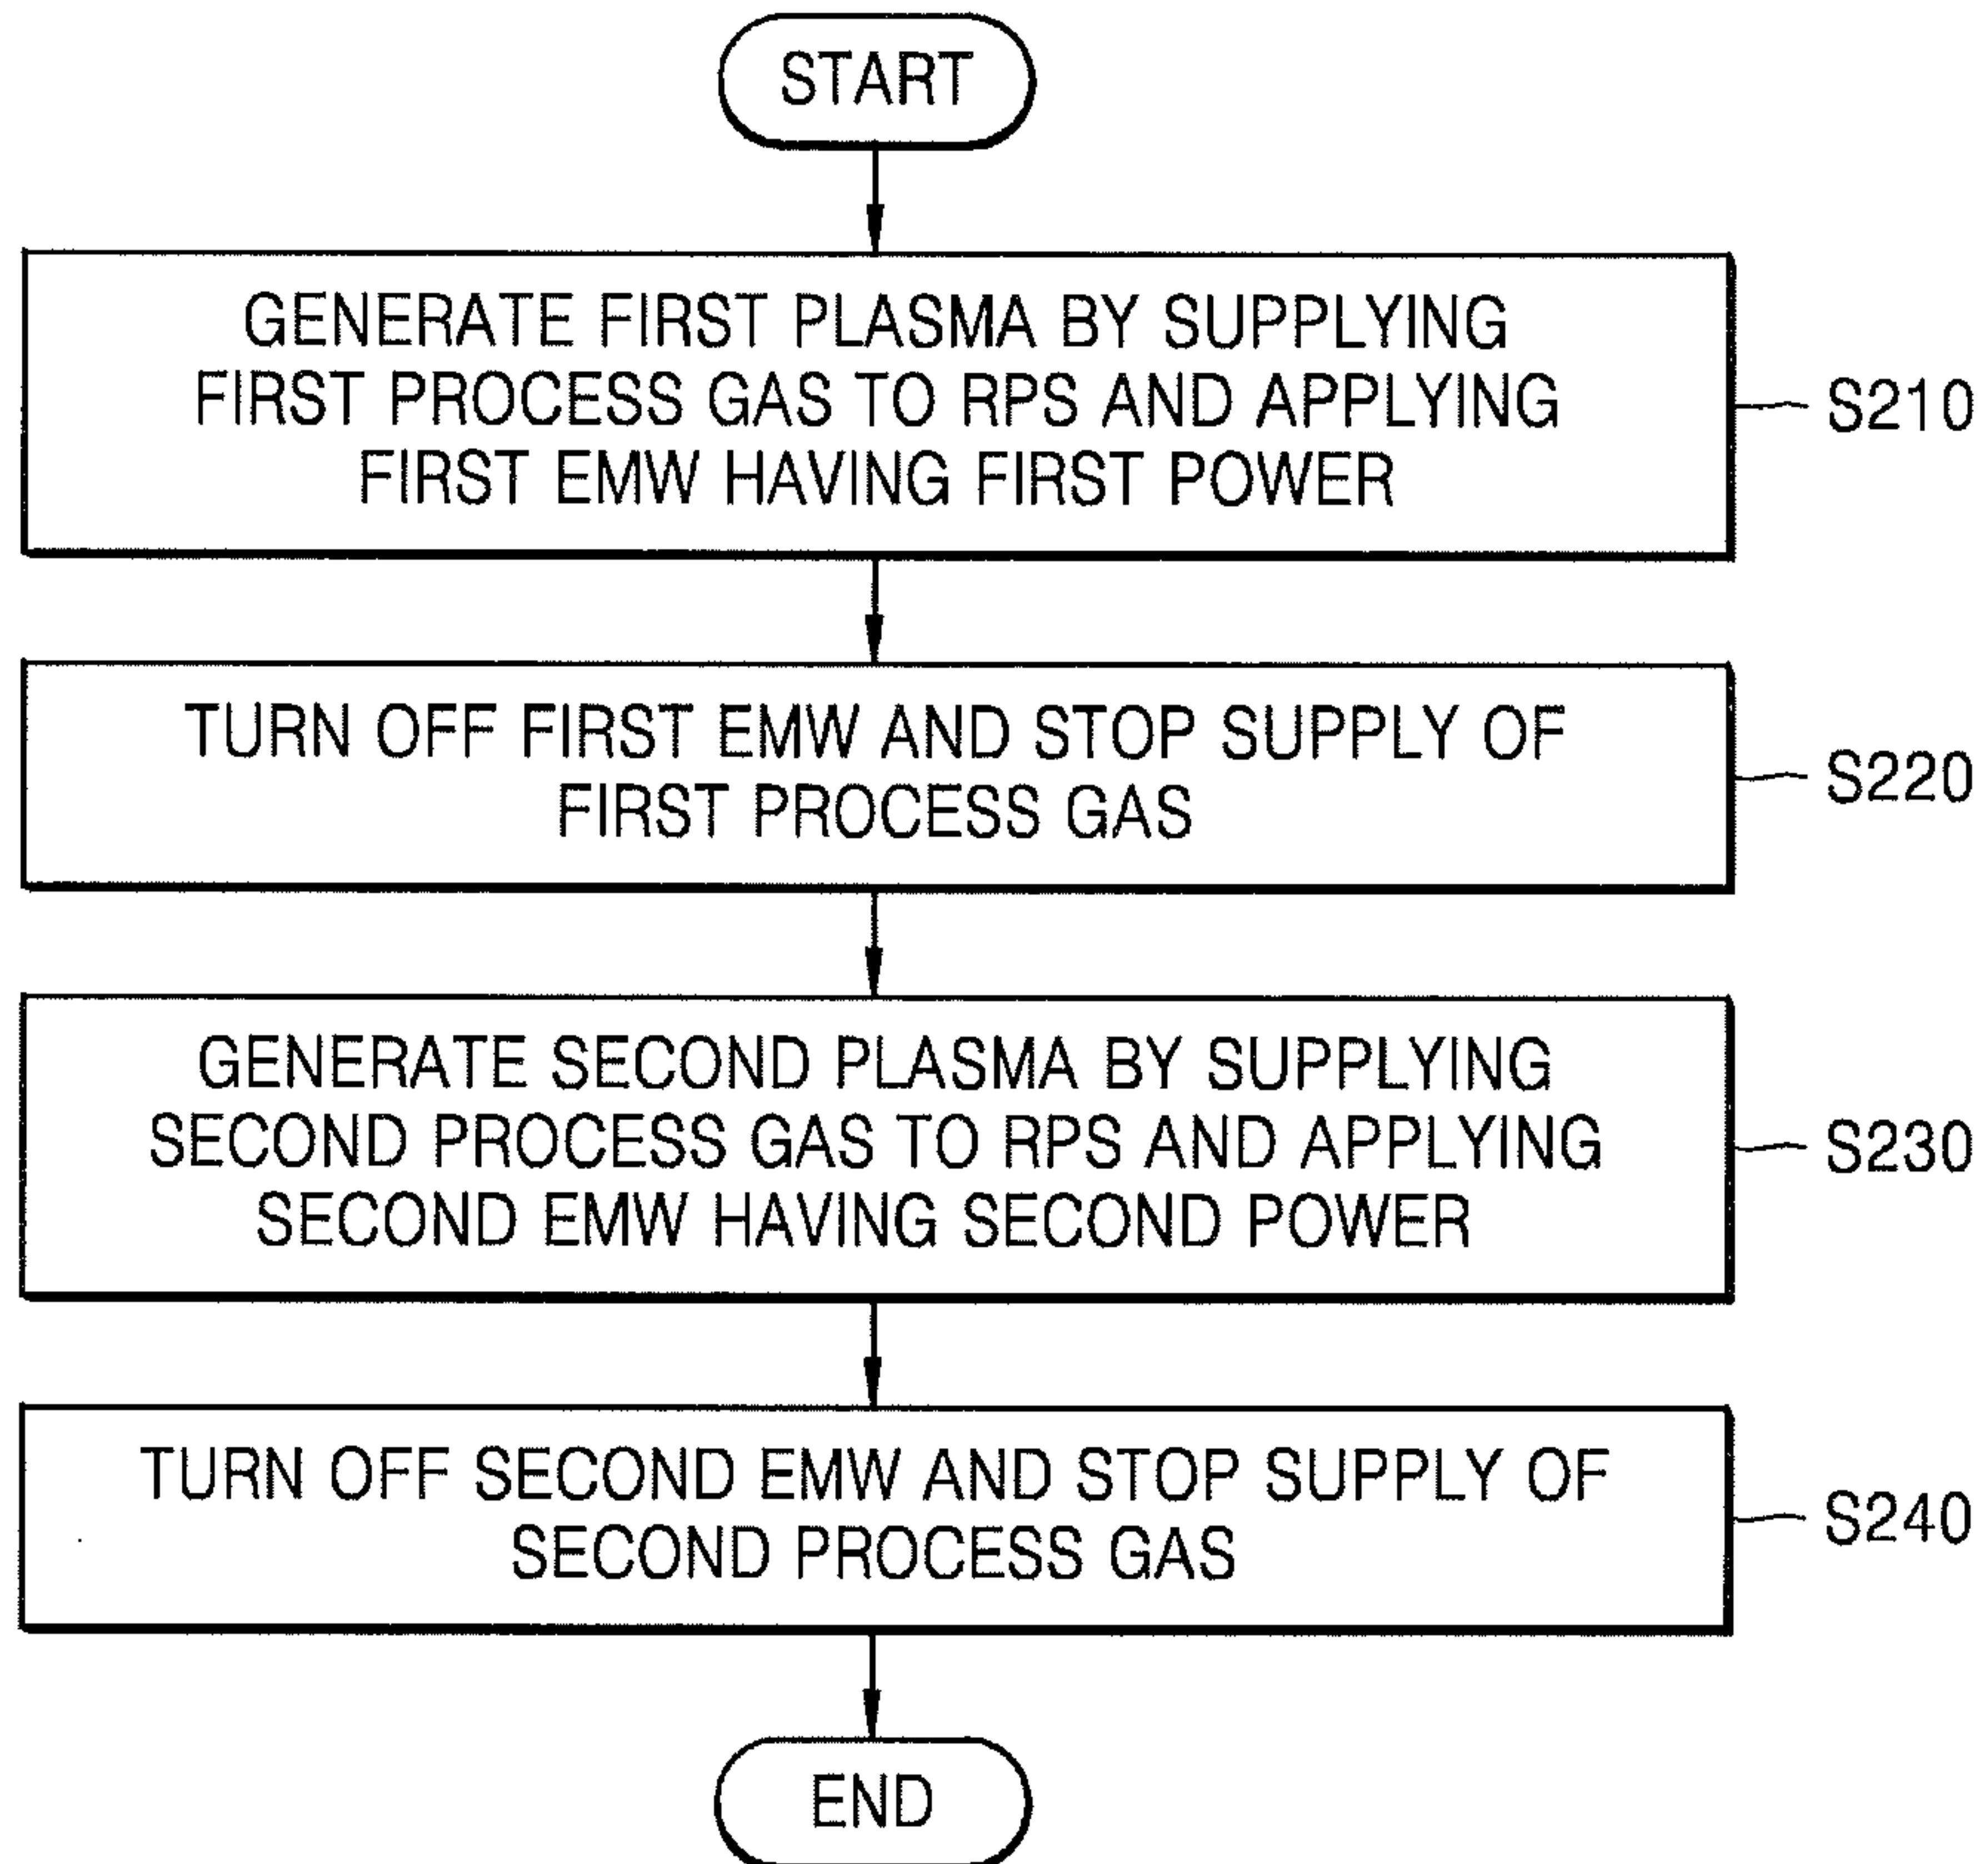 START
GENERATE FIRST PLASMA BY SUPPLYING
FIRST PROCESS GAS TO RPS AND APPLYING
FIRST EMW HAVING FIRST POWER
S210
TURN OFF FIRST EMW AND STOP SUPPLY OF
FIRST PROCESS GAS
S220
GENERATE SECOND PLASMA BY SUPPLYING
SECOND PROCESS GAS TO RPS AND APPLYING
SECOND EMW HAVING SECOND POWER
S230
TURN OFF SECOND EMW AND STOP SUPPLY OF
SECOND PROCESS GAS
S240
END